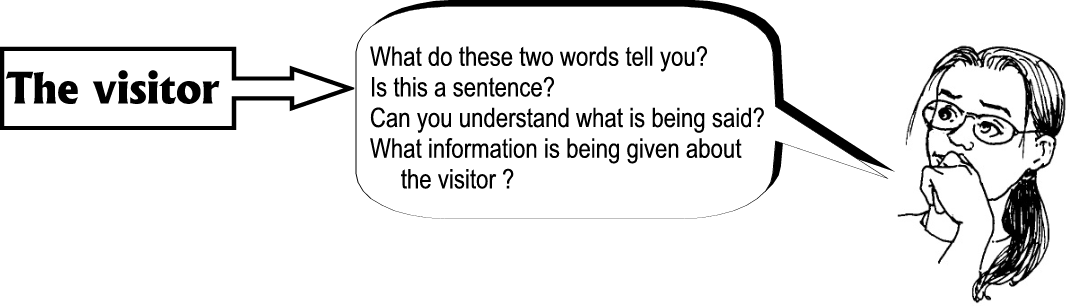 The visitor
What do these two words tell you?
Is this a sentence?
Can you understand what is being said?
What information is being given about
the visitor ?